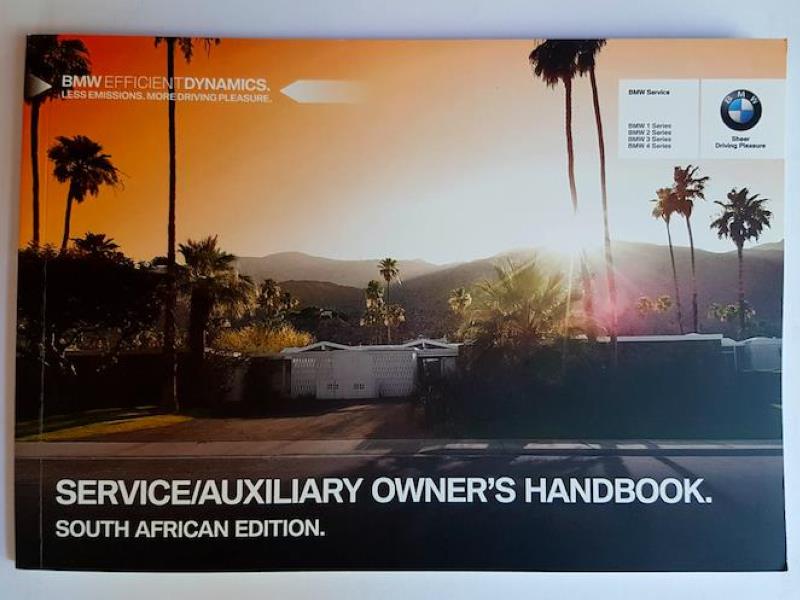 BMW EFFICIENTDYNAMICS.
LESS EMISSIONS. MORE DRIVING PLEASURE.
BMW Service
BMW 1 Series
BMW 2 Series
BMW 3 Series
BMW 4 Series
BMW
Sheer
Driving Pleasure
SERVICE/AUXILIARY OWNER'S HANDBOOK.
SOUTH AFRICAN EDITION.